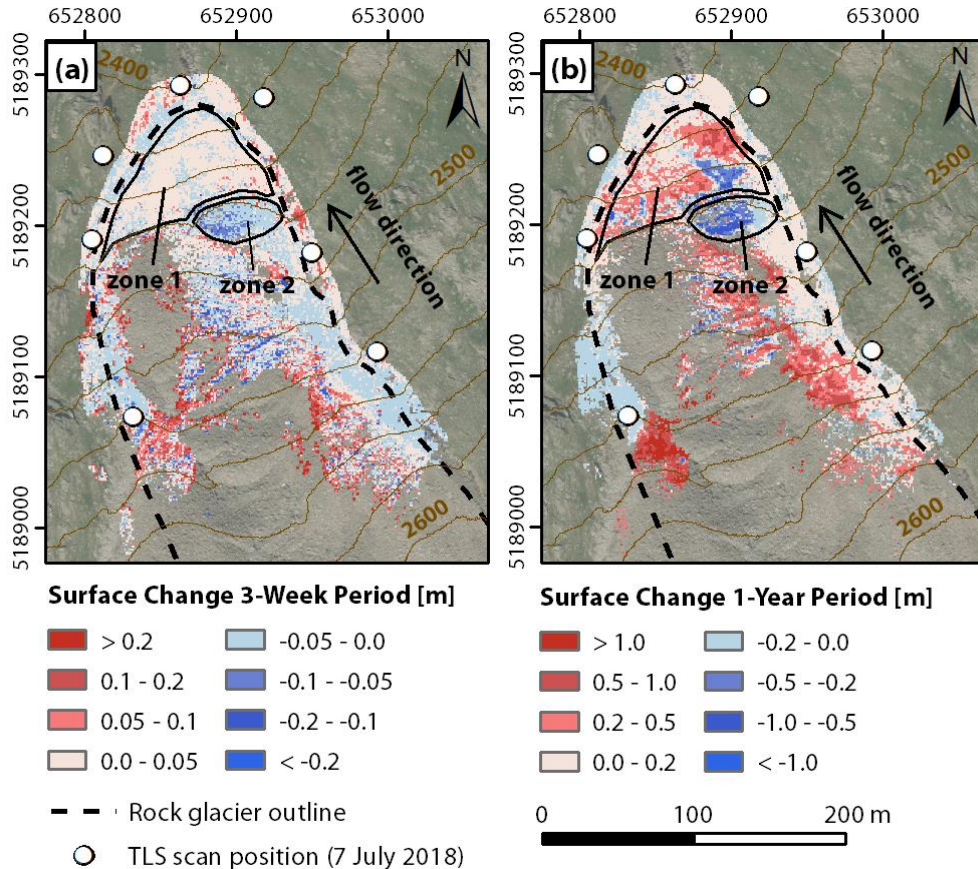 652800 652900 653000
652800 652900 653000
(a)
2400
N
5189300
5189200
5189100
5189000
2500
flow direction
zone 1
zone 2
2600
(b)
2400
N
5189300
5189200
5189100
5189000
2500
flow direction
zone 1
zone 2
2600
Surface Change 3-Week Period [m]
> 0.2 -0.05 - 0.0
0.1 - 0.2 -0.1 - -0.05
0.05 - 0.1 -0.2 - -0.1
0.0 - 0.05 < -0.2
Rock glacier outline
TLS scan position (7 July 2018)
Surface Change 1-Year Period [m]
> 1.0 -0.2 - 0.0
0.5 - 1.0 -0.5 - -0.2
0.2 - 0.5 -1.0 - -0.5
0.0 - 0.2 < -1.0
0 100 200 m